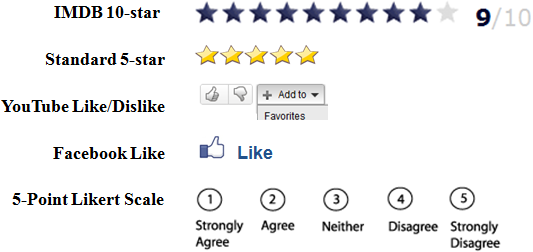 IMDB 10-star 9/10
Standard 5-star
YouTube Like/Dislike + Add to
Favorites
Facebook Like Like
5-Point Likert Scale 1 2 3 4 5
Strongly Agree Neither Disagree Strongly
Agree Disagree